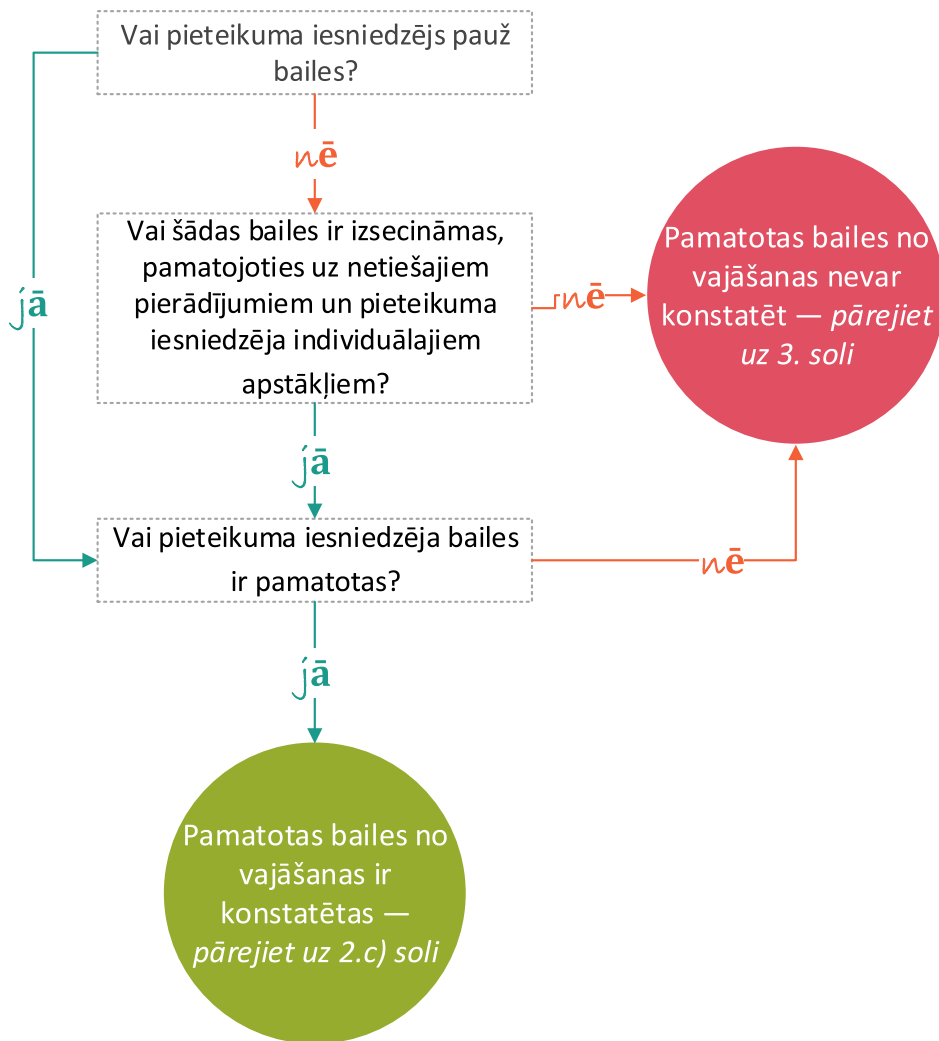 Vai pieteikuma iesniedzējs pauž
bailes?
nē
Vai šādas bailes ir izsecināmas,
pamatojoties uz netiešajiem
pierādījumiem un pieteikuma
iesniedzēja individuālajiem
apstākļiem?
nē
Pamatotas bailes no
vajāšanas nevar
konstatēt — pārejiet
uz 3. soli
jā
jā
Vai pieteikuma iesniedzēja bailes
ir pamatotas?
nē
jā
Pamatotas bailes no
vajāšanas ir
konstatētas —
pārejiet uz 2.c) soli